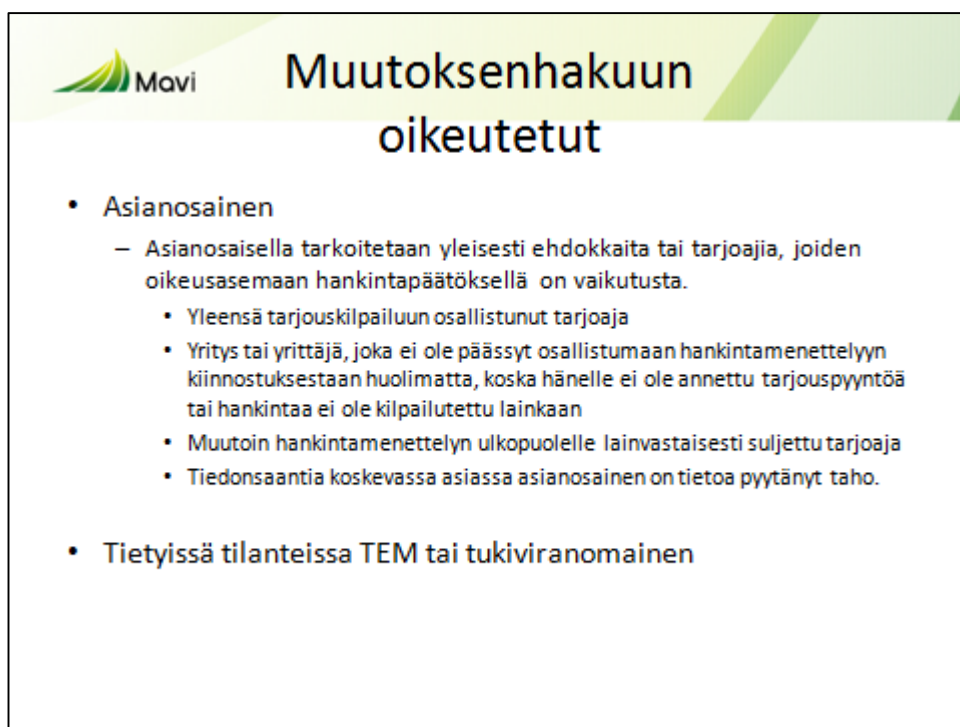 Mavi
Muutoksenhakuun
oikeutetut
• Asianosainen
– Asianosaisella tarkoitetaan yleisesti ehdokkaita tai tarjoajia, joiden
oikeusasemaan hankintapäätöksellä on vaikutusta.
• Yleensä tarjouskilpailuun osallistunut tarjoaja
• Yritys tai yrittäjä, joka ei ole päässyt osallistumaan hankintamenettelyyn
kiinnostuksestaan huolimatta, koska hänelle ei ole annettu tarjouspyyntöä
tai hankintaa ei ole kilpailutettu lainkaan
• Muutoin hankintamenettelyn ulkopuolelle lainvastaisesti suljettu tarjoaja
• Tiedonsaantia koskevassa asiassa asianosainen on tietoa pyytänyt taho.
• Tietyissä tilanteissa TEM tai tukiviranomainen